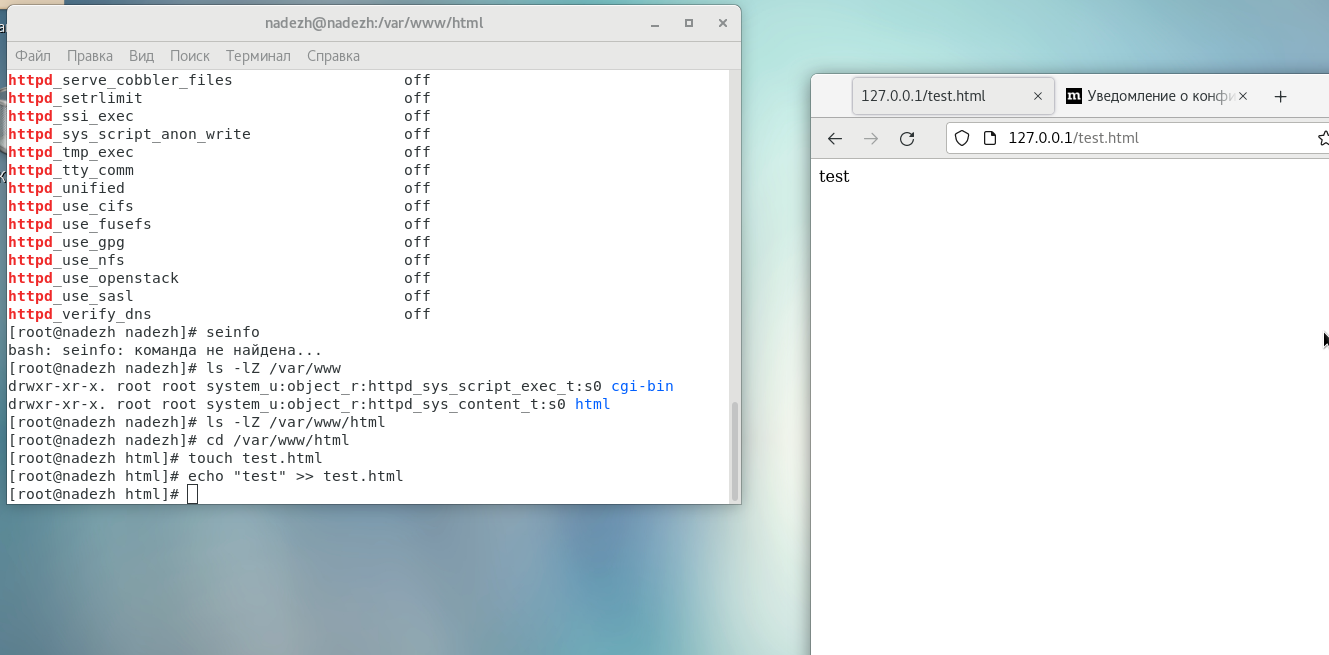 nadezh@nadezh:/var/www/html
Файл Правка Вид Поиск Терминал Справка
httpd_serve_cobbler_files off
httpd_setrlimit off
httpd_ssi_exec off
httpd_sys_script_anon_write off
httpd_tmp_exec off
httpd_tty_comm off
httpd_unified off
httpd_use_cifs off
httpd_use_fusefs off
httpd_use_gpg off
httpd_use_nfs off
httpd_use_openstack off
httpd_use_sasl off
httpd_verify_dns off
[root@nadezh nadezh]# seinfo
bash: seinfo: команда не найдена...
[root@nadezh nadezh]# ls -lZ /var/www
drwxr-xr-x. root root system_u:object_r:httpd_sys_script_exec_t:s0 cgi-bin
drwxr-xr-x. root root system_u:object_r:httpd_sys_content_t:s0 html
[root@nadezh nadezh]# ls -lZ /var/www/html
[root@nadezh nadezh]# cd /var/www/html
[root@nadezh html]# touch test.html
[root@nadezh html]# echo "test" >> test.html
[root@nadezh html]#
127.0.0.1/test.html
m Уведомление о конфи
127.0.0.1/test.html
test